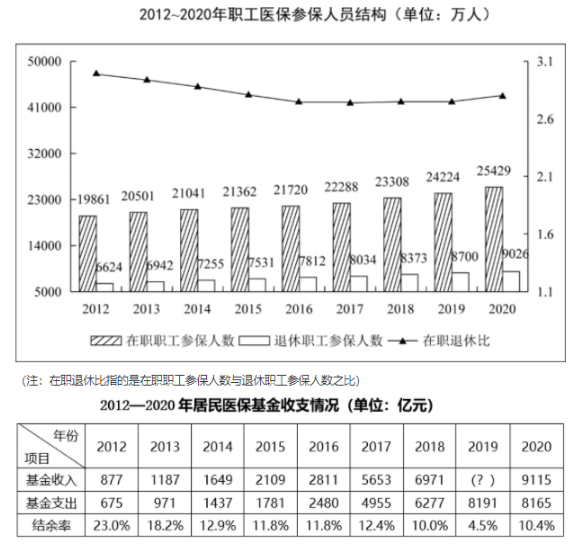 2012~2020年职工医保参保人员结构（单位：万人）
50000 3.1
41000 2.6
32000 2.1
23000 1.6
14000 1.1
5000
19861 20501 21041 21362 21720 22288 23308 24224 25429
6624 6942 7255 7531 7812 8034 8373 8700 9026
2012 2013 2014 2015 2016 2017 2018 2019 2020
在职职工参保人数 退休职工参保人数 在职退休比
（注：在职退休比指的是在职职工参保人数与退休职工参保人数之比）
2012—2020 年居民医保基金收支情况（单位：亿元）
年份 项目 2012 2013 2014 2015 2016 2017 2018 2019 2020
基金收入 877 1187 1649 2109 2811 5653 6971 （？） 9115
基金支出 675 971 1437 1781 2480 4955 6277 8191 8165
结余率 23.0% 18.2% 12.9% 11.8% 11.8% 12.4% 10.0% 4.5% 10.4%